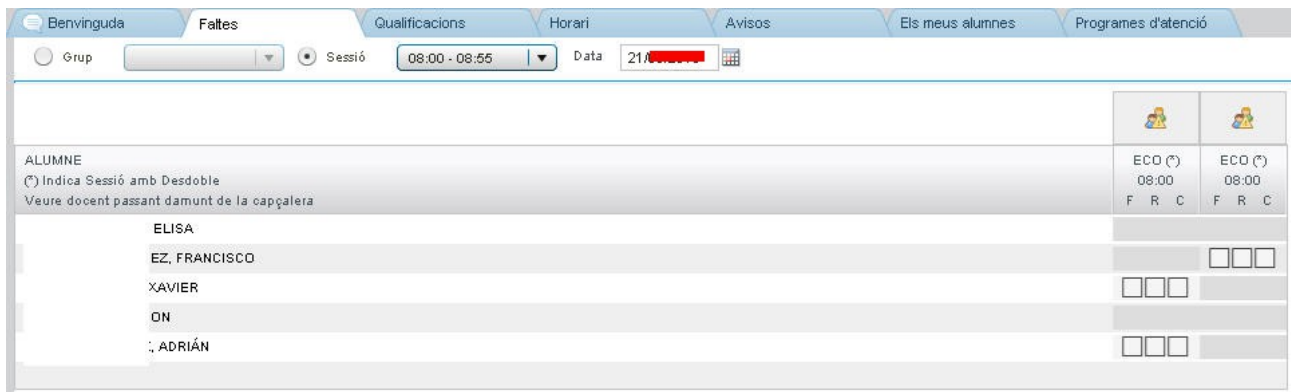 Benvinguda Faltes Qualificacions Horari Avisos Els meus alumnes Programes d'atenció
Grup Sessió 08:00 - 08:55 Data 21/
ALUMNE
(*) Indica Sessió amb Desdoble
Veure docent passant damunt de la capçalera
ECO (*) ECO (*)
08:00 08:00
F R C F R C
ELISA
EZ, FRANCISCO
XAVIER
ON
, ADRIÁN